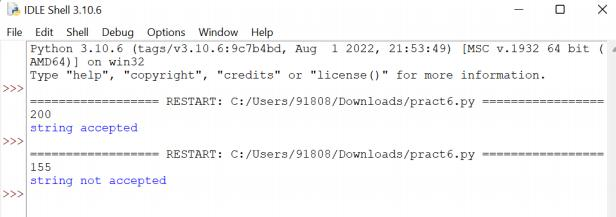 IDLE Shell 3.10.6
File Edit Shell Debug Options Window Help
Python 3.10.6 (tags/v3.10.6:9c7b4bd, Aug 1 2022, 21:53:49) [MSC v.1932 64 bit (
AMD64)] on win32
Type "help", "copyright", "credits" or "license()" for more information.
>>>
================= RESTART: C:/Users/91808/Downloads/pract6.py ================
200
string accepted
>>>
================= RESTART: C:/Users/91808/Downloads/pract6.py ================
155
string not accepted
>>>